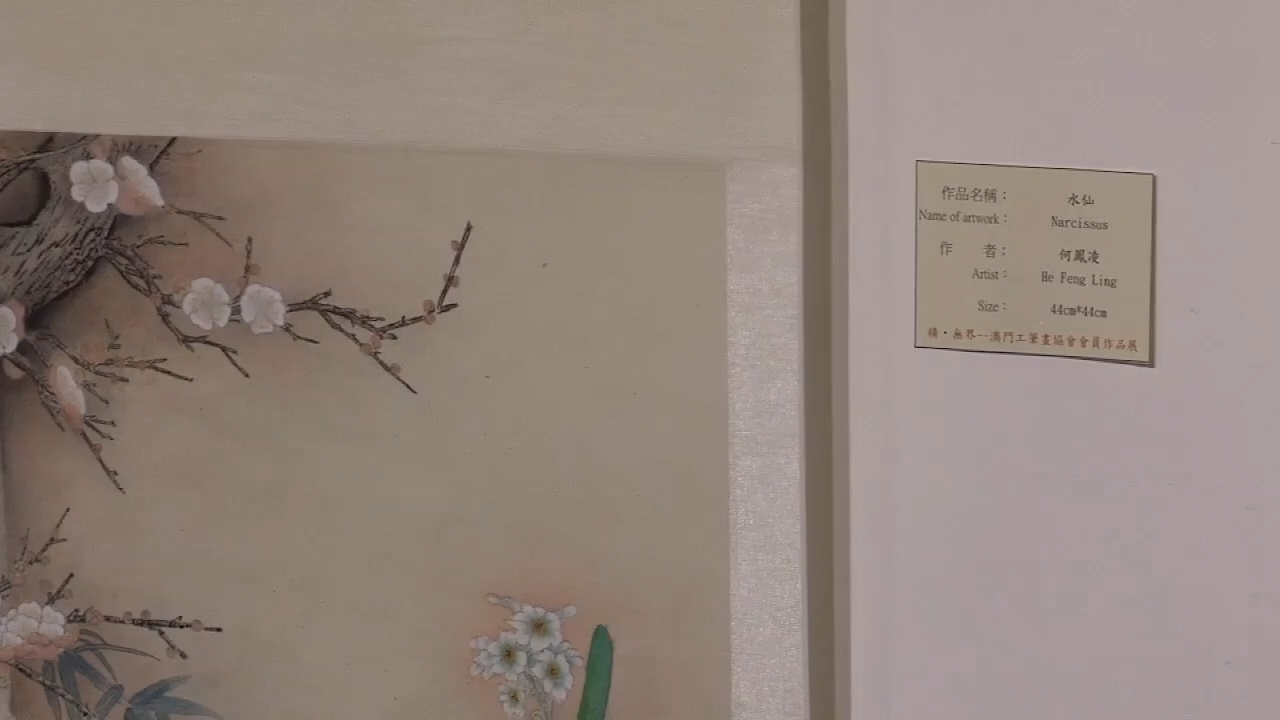 作品名稱： 水仙
Name of artwork： Narcissus
作 者： 何鳳凌
Artist： He Feng Ling
Size： 44cm*44cm
精·無界--澳門工筆畫協會會員作品展